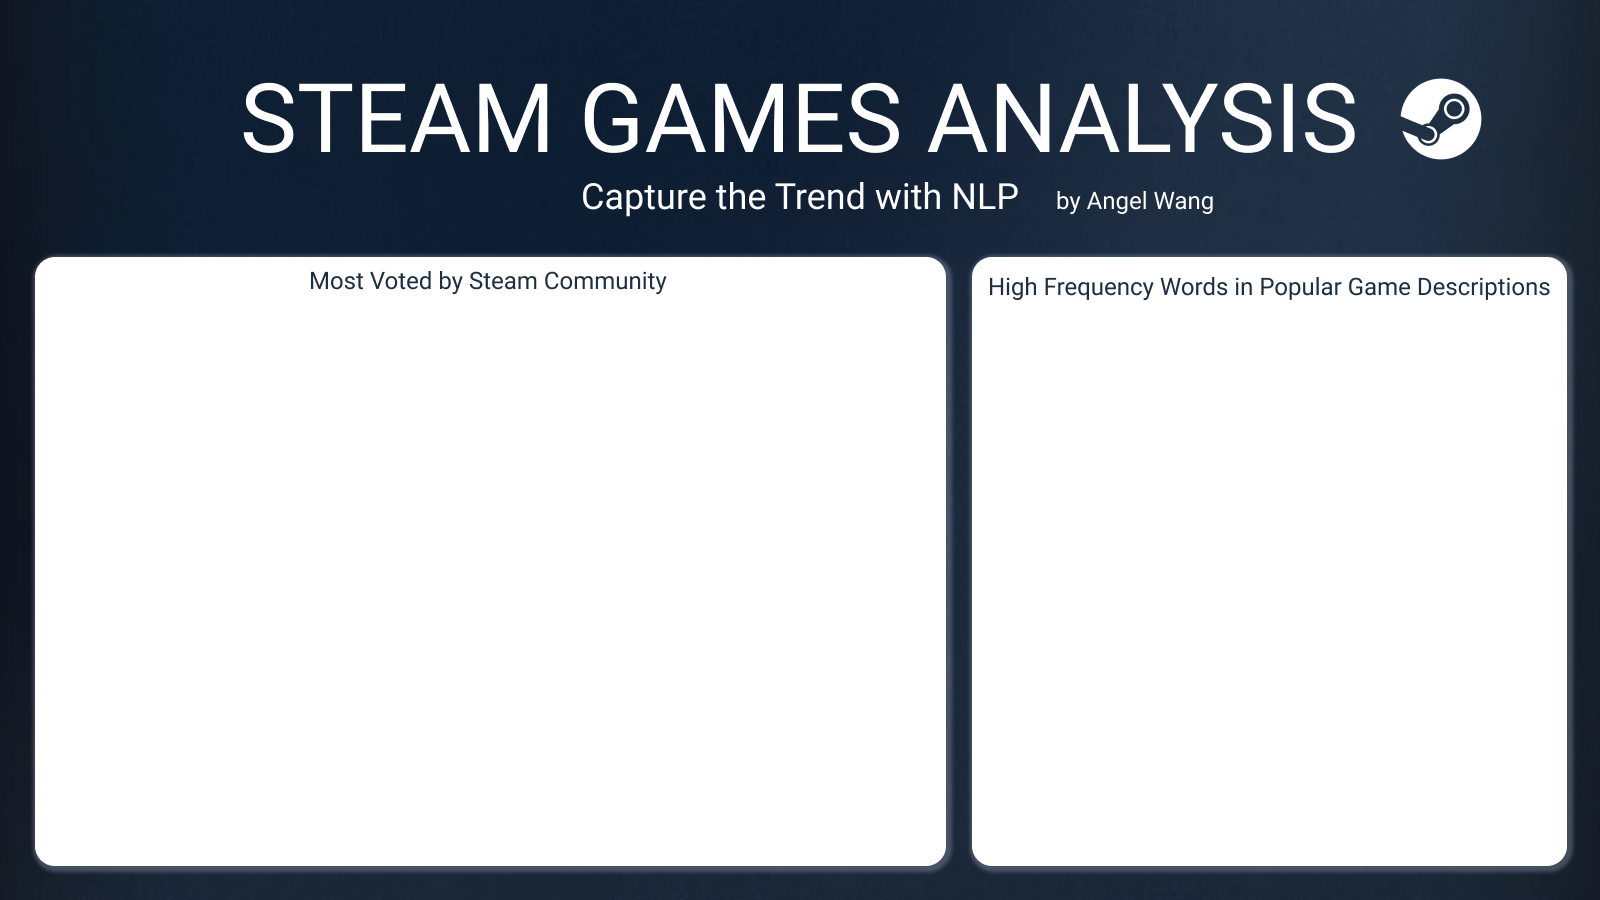 STEAM GAMES ANALYSIS
Capture the Trend with NLP by Angel Wang
Most Voted by Steam Community
High Frequency Words in Popular Game Descriptions